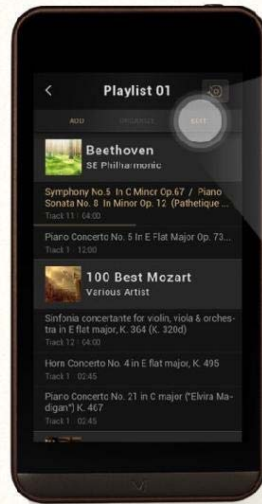 Playlist 01
ADD ORGANIZE EDIT
Beethoven
SE Philharmonic
Symphony No.5 In C Minor Op.67 / Piano
Sonata No. 8 In Minor Op. 12 (Pathetique ...
Track 11 : 04:00
Piano Concerto No. 5 In E Flat Major Op. 73...
Track 1 : 12:00
100 Best Mozart
Various Artist
Sinfonia concertante for violin, viola & orches-
tra in E flat major, K. 364 (K. 320d)
Track 12 : 04:00
Horn Concerto No. 4 in E flat major, K. 495
Track 1 : 02:45
Piano Concerto No. 21 in C major ("Elvira Ma-
digan") K. 467
Track 1 : 02:45